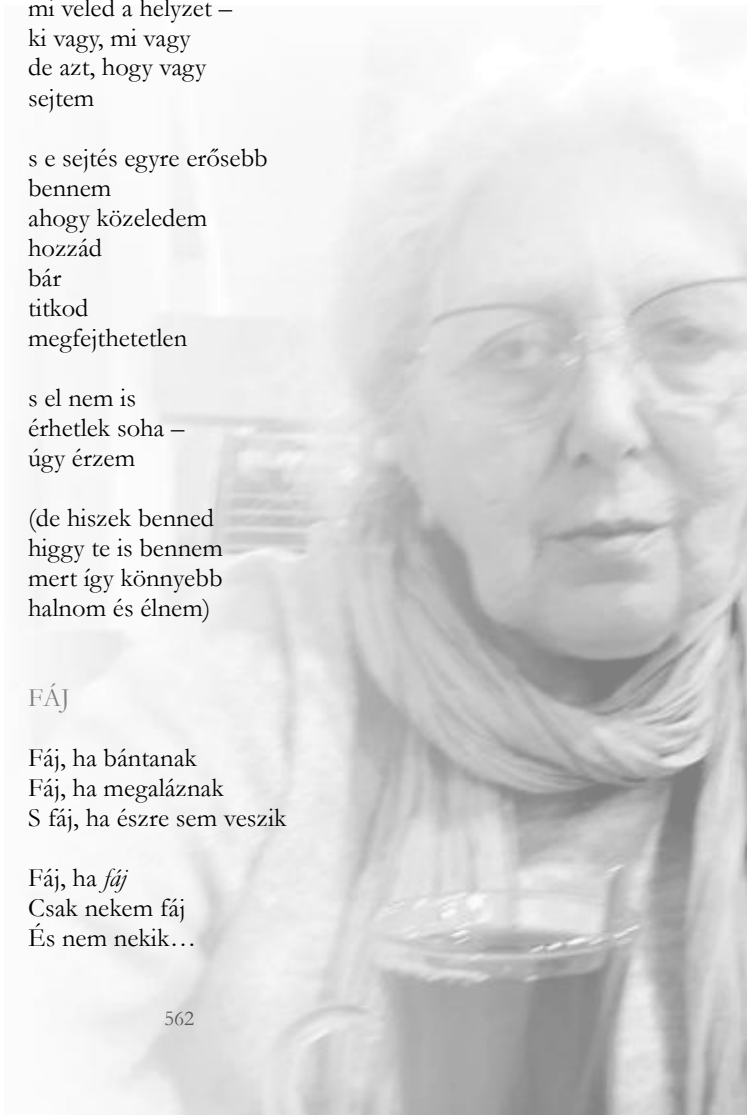 mi veled a helyzet –
ki vagy, mi vagy
de azt, hogy vagy
sejtem

s e sejtés egyre erősebb
bennem
ahogy közeledem
hozzád
bár
titkod
megfejthetetlen

s el nem is
érhetlek soha –
úgy érzem

(de hiszek benned
higgy te is bennem
mert így könnyebb
halnom és élnem)

FÁJ

Fáj, ha bántanak
Fáj, ha megaláznak
S fáj, ha észre sem veszik

Fáj, ha fáj
Csak nekem fáj
És nem nekik…

562